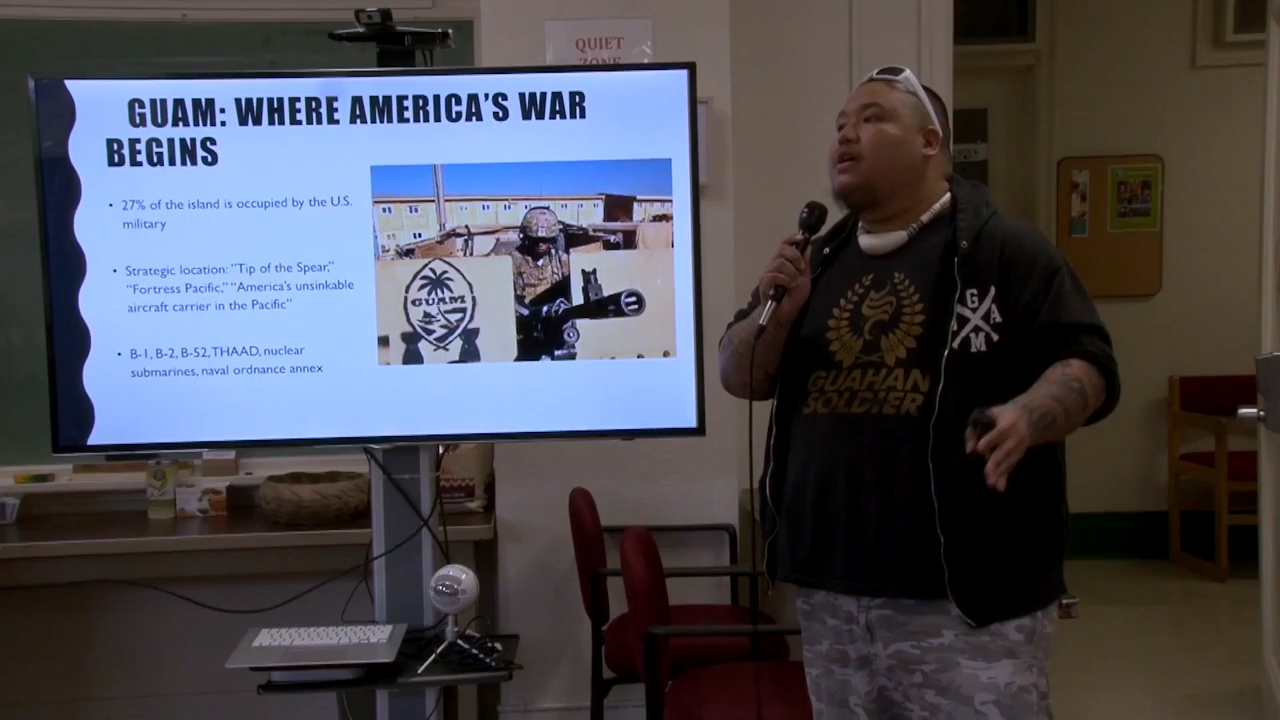 QUIET
ZONE
GUAM: WHERE AMERICA'S WAR
BEGINS
• 27% of the island is occupied by the U.S.
military
• Strategic location: "Tip of the Spear,"
"Fortress Pacific," "America's unsinkable
aircraft carrier in the Pacific"
• B-1, B-2, B-52, THAAD, nuclear
submarines, naval ordnance annex
GUAM
GUAHAN
SOLDIER
G
A
M